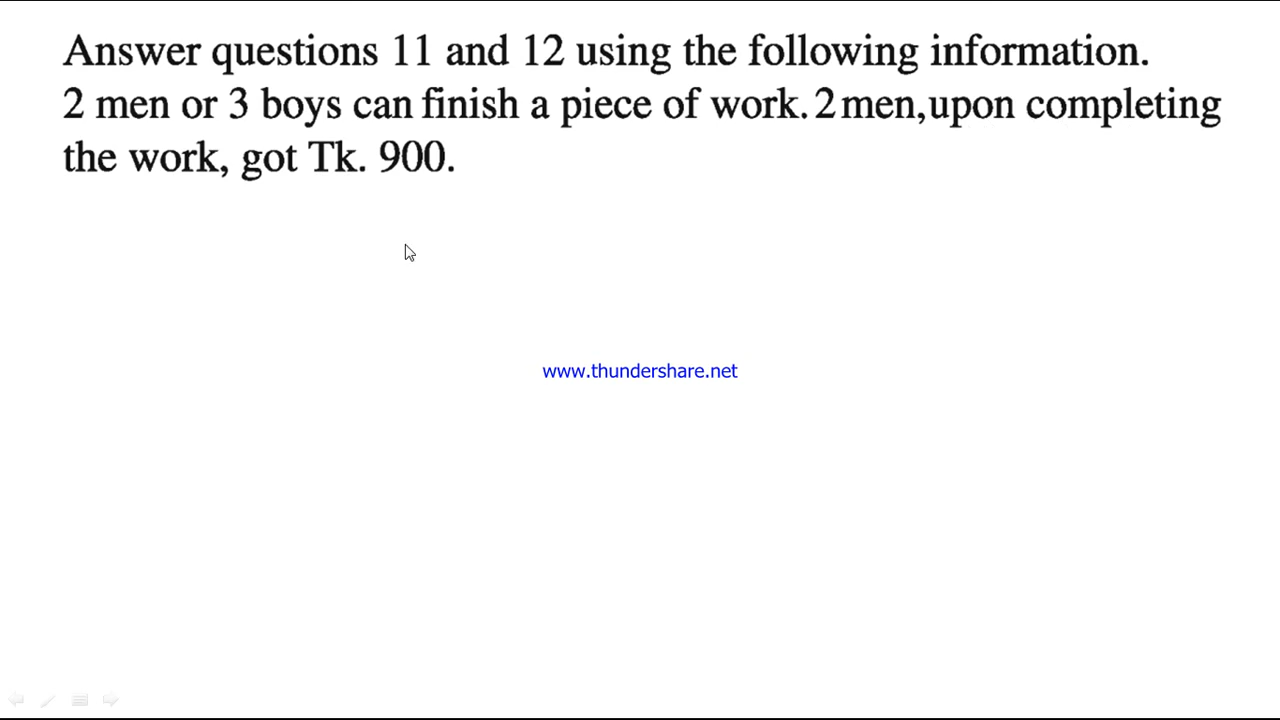 Answer questions 11 and 12 using the following information.
2 men or 3 boys can finish a piece of work. 2 men, upon completing
the work, got Tk. 900.
www.thundershare.net